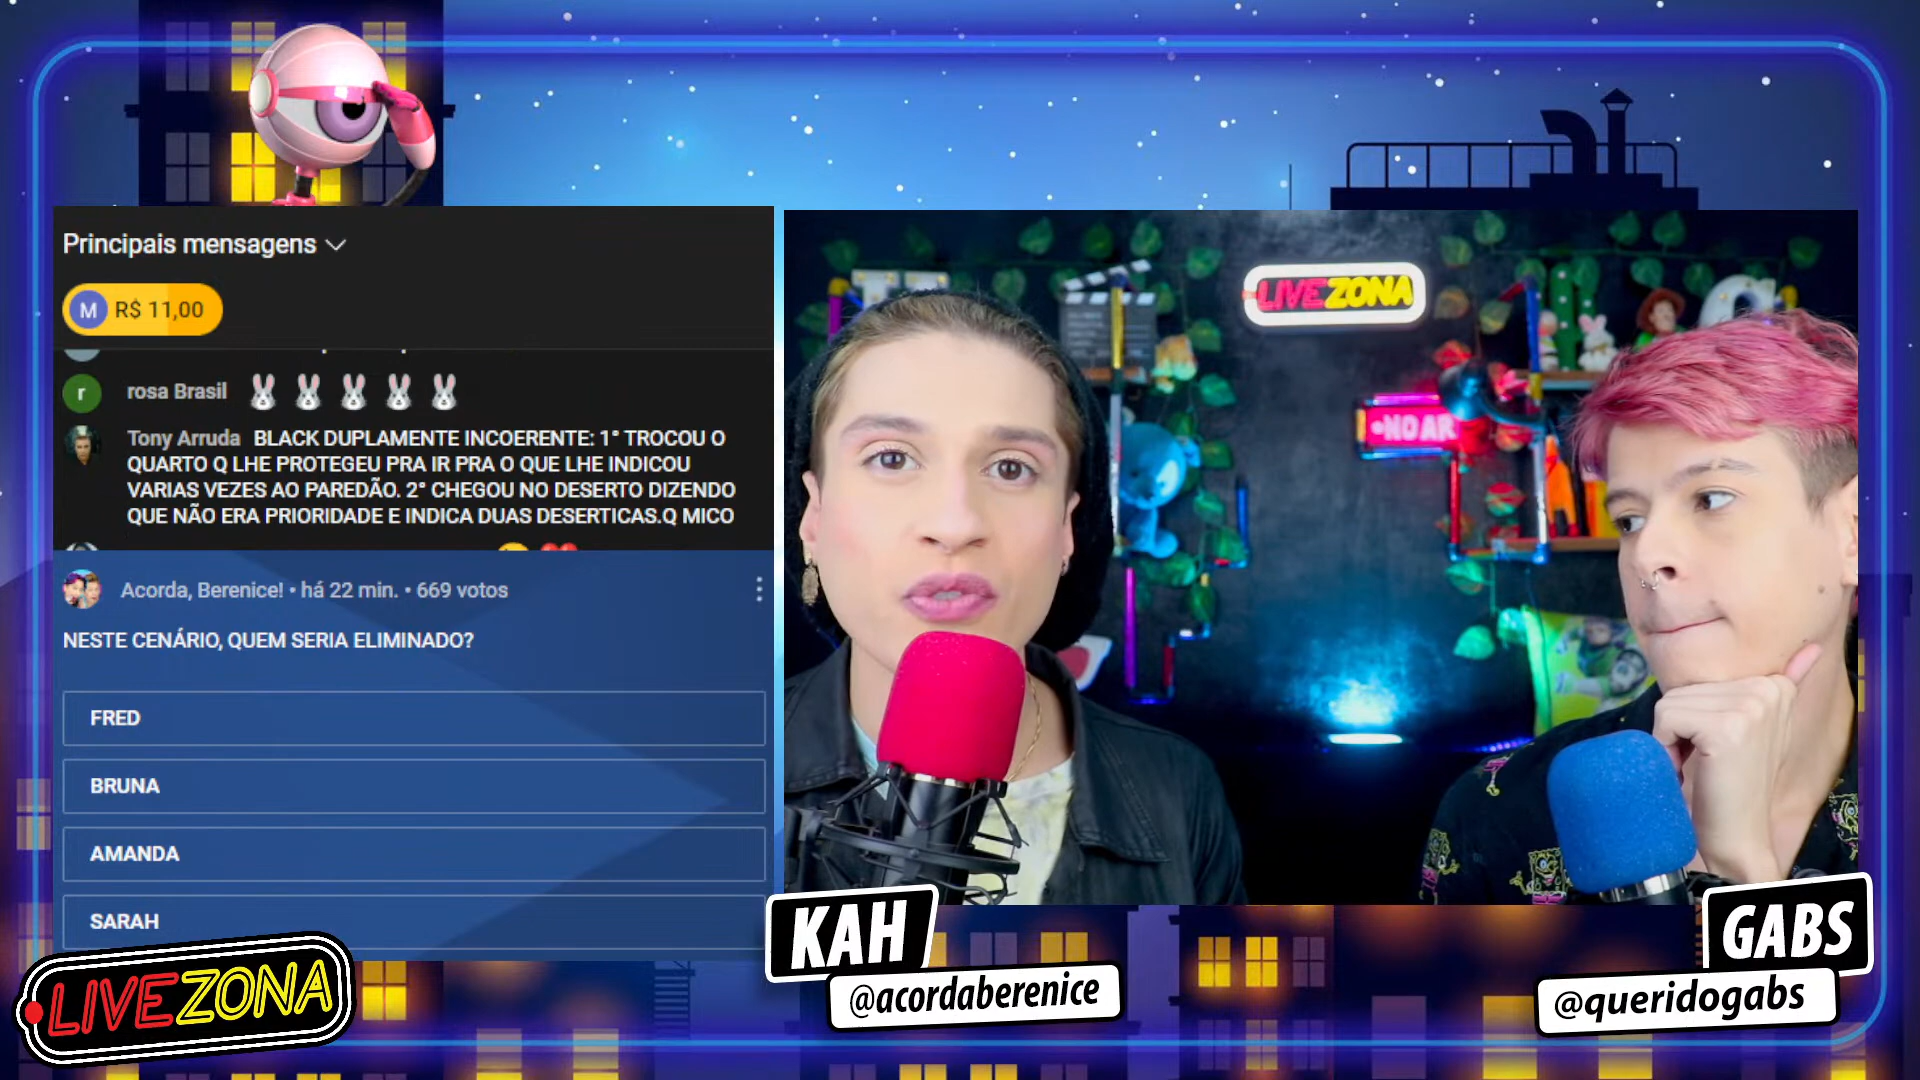 Principais mensagens
M R$ 11,00
r rosa Brasil
Tony Arruda BLACK DUPLAMENTE INCOERENTE: 1° TROCOU O
QUARTO Q LHE PROTEGEU PRA IR PRA O QUE LHE INDICOU
VARIAS VEZES AO PAREDÃO. 2° CHEGOU NO DESERTO DIZENDO
QUE NÃO ERA PRIORIDADE E INDICA DUAS DESERTICAS.Q MICO
Acorda, Berenice! • há 22 min. • 669 votos
NESTE CENÁRIO, QUEM SERIA ELIMINADO?
FRED
BRUNA
AMANDA
SARAH
LIVEZONA
LIVEZONA
NO AR
KAH
@acordaberenice
GABS
@queridogabs